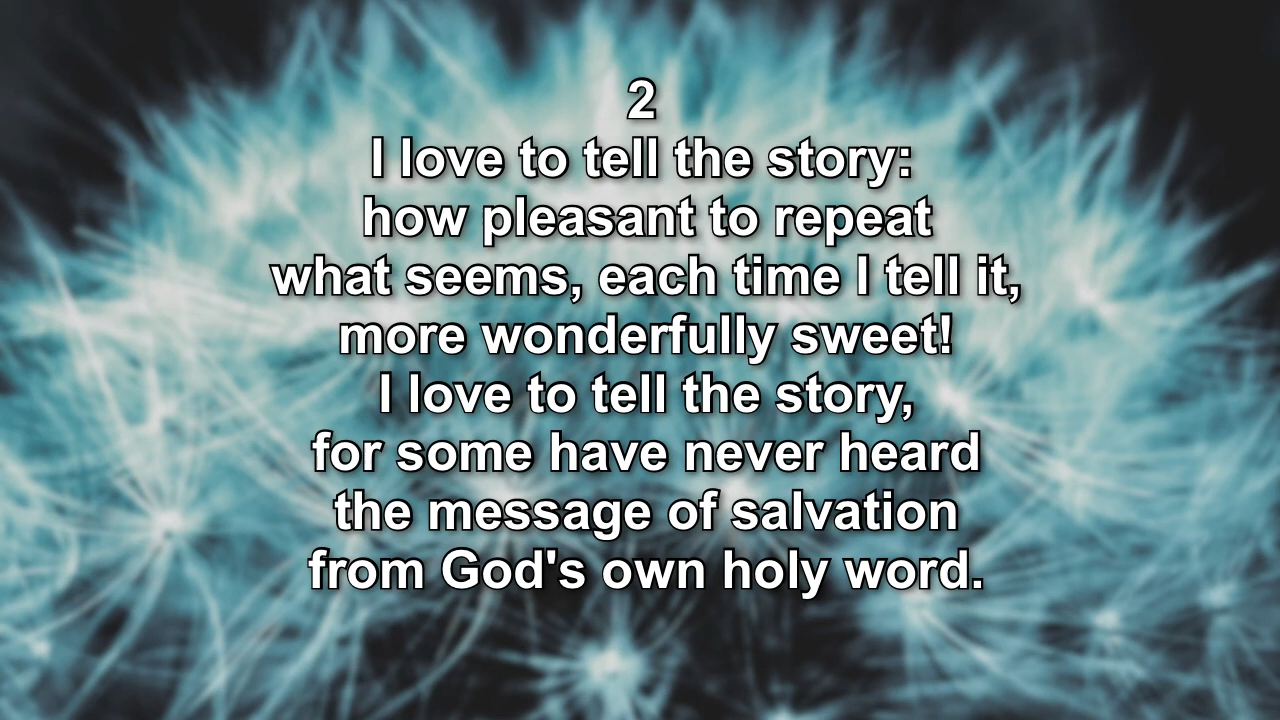 2
I love to tell the story:
how pleasant to repeat
what seems, each time I tell it,
more wonderfully sweet!
I love to tell the story,
for some have never heard
the message of salvation
from God's own holy word.